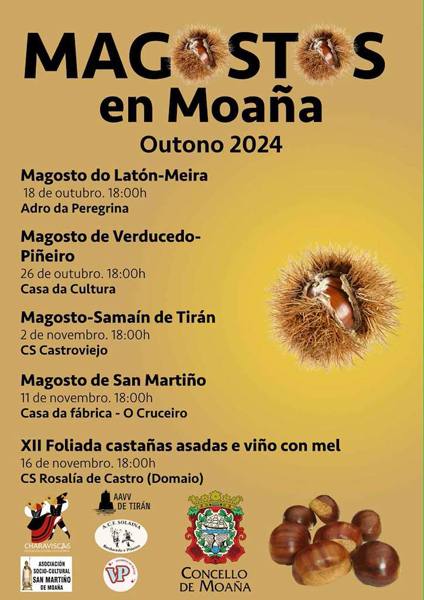 MAGOSTOS
en Moaña
Outono 2024
Magosto do Latón-Meira
18 de outubro. 18:00h
Adro da Peregrina
Magosto de Verducedo-
Piñeiro
26 de outubro. 18:00h
Casa da Cultura
Magosto-Samaín de Tirán
2 de novembro. 18:00h
CS Castroviejo
Magosto de San Martiño
11 de novembro. 18:00h
Casa da fábrica - O Cruceiro
XII Foliada castañas asadas e viño con mel
16 de novembro. 18:00h
CS Rosalía de Castro (Domaio)
CHARAVISCAS
AAVV
DE TIRÁN
A.C.F. SOLAINA
VP
ASOCIACIÓN
SOCIO-CULTURAL
SAN MARTIÑO
DE MOAÑA
CONCELLO
DE MOAÑA